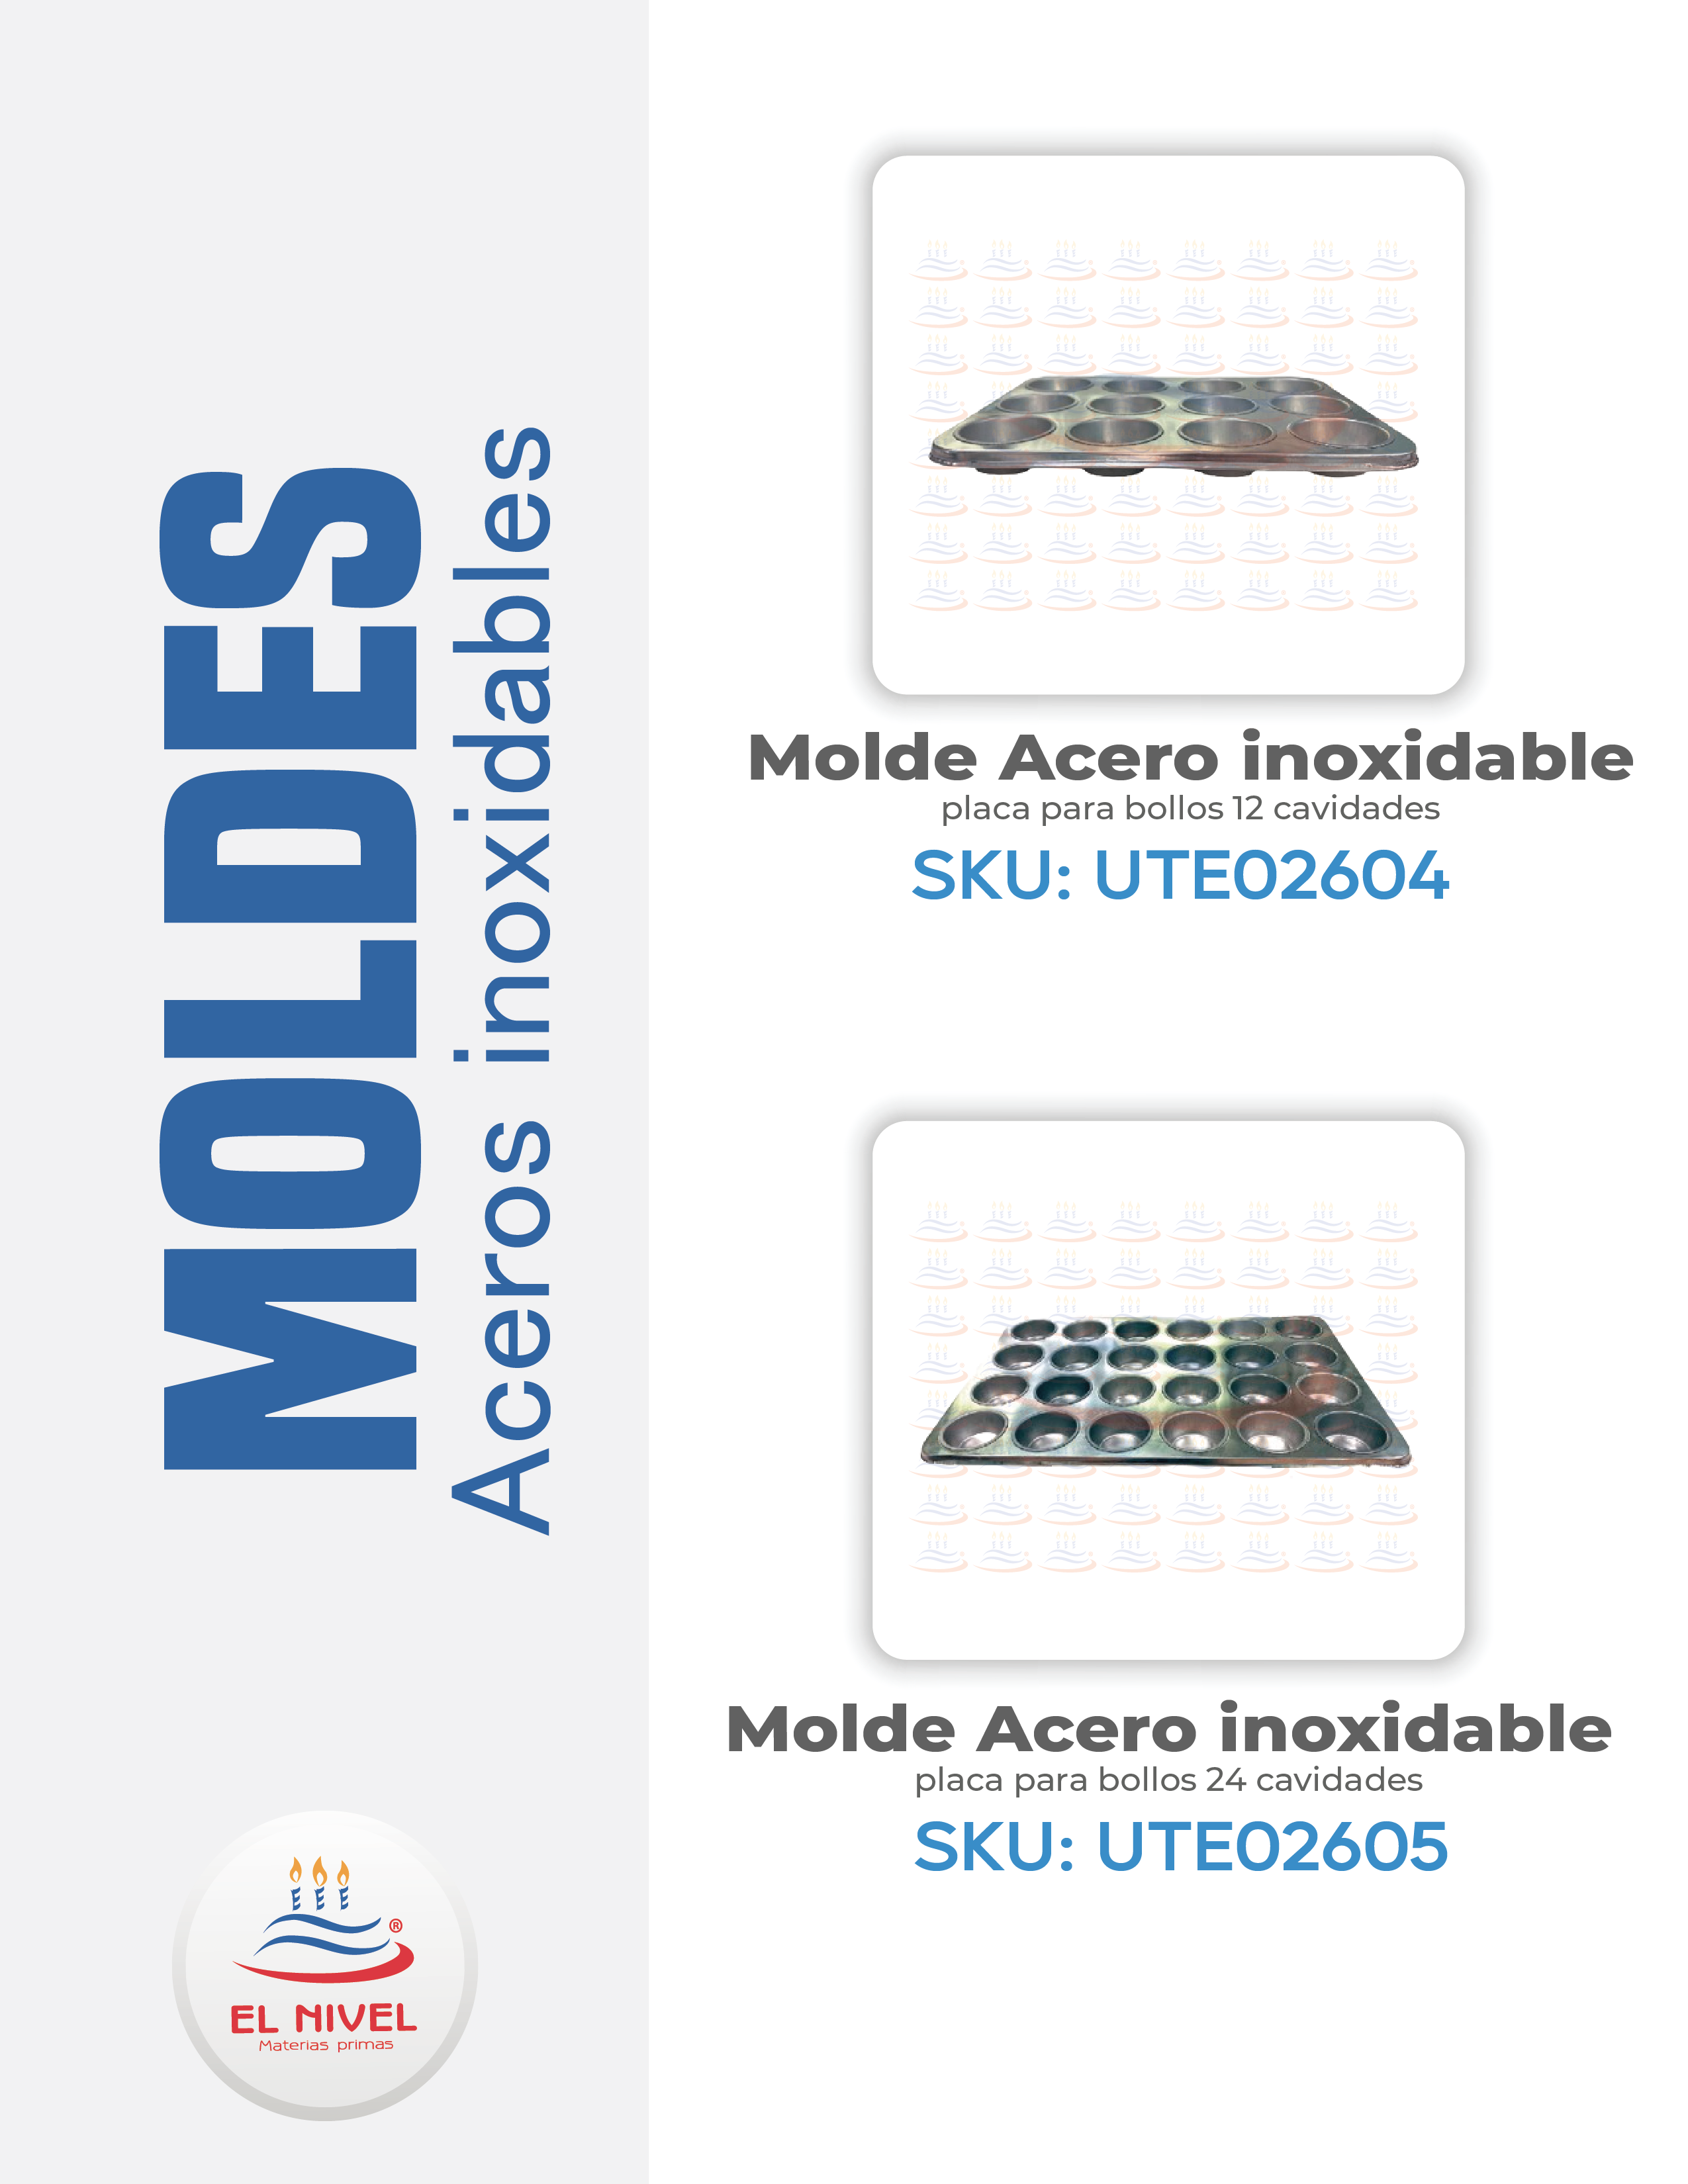 MOLDES
Aceros inoxidables
Molde Acero inoxidable
placa para bollos 12 cavidades
SKU: UTE02604
Molde Acero inoxidable
placa para bollos 24 cavidades
SKU: UTE02605
®
EL NIVEL
Materias primas